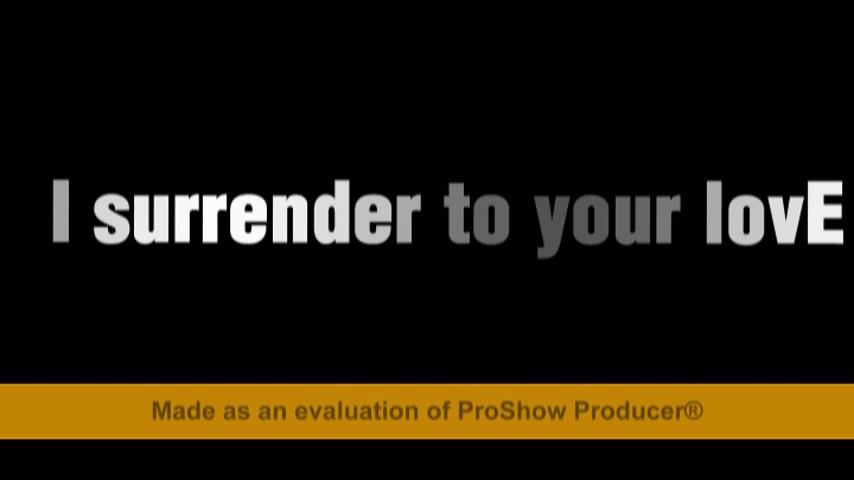 I surrender to your lovE
Made as an evaluation of ProShow Producer®